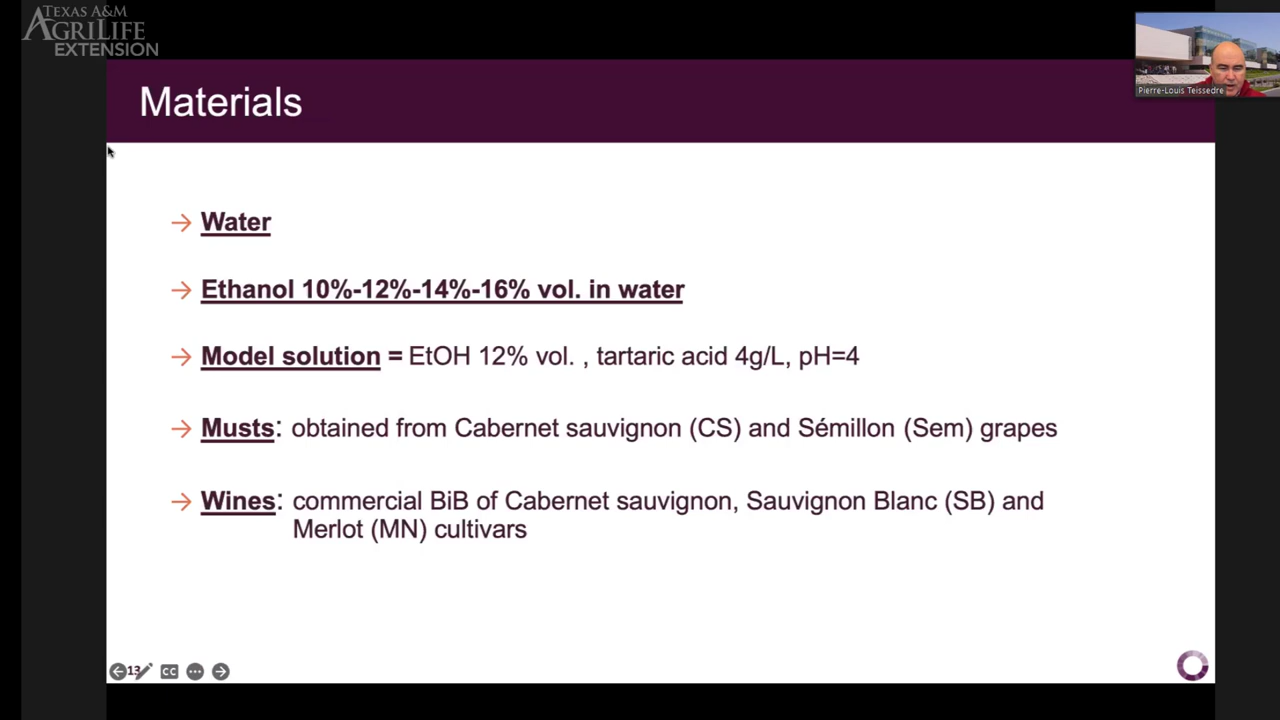 TEXAS A&M
AGRILIFE
EXTENSION
Pierre-Louis Teissedre
Materials
→ Water
→ Ethanol 10%-12%-14%-16% vol. in water
→ Model solution = EtOH 12% vol. , tartaric acid 4g/L, pH=4
→ Musts: obtained from Cabernet sauvignon (CS) and Sémillon (Sem) grapes
→ Wines: commercial BiB of Cabernet sauvignon, Sauvignon Blanc (SB) and
Merlot (MN) cultivars
13
CC